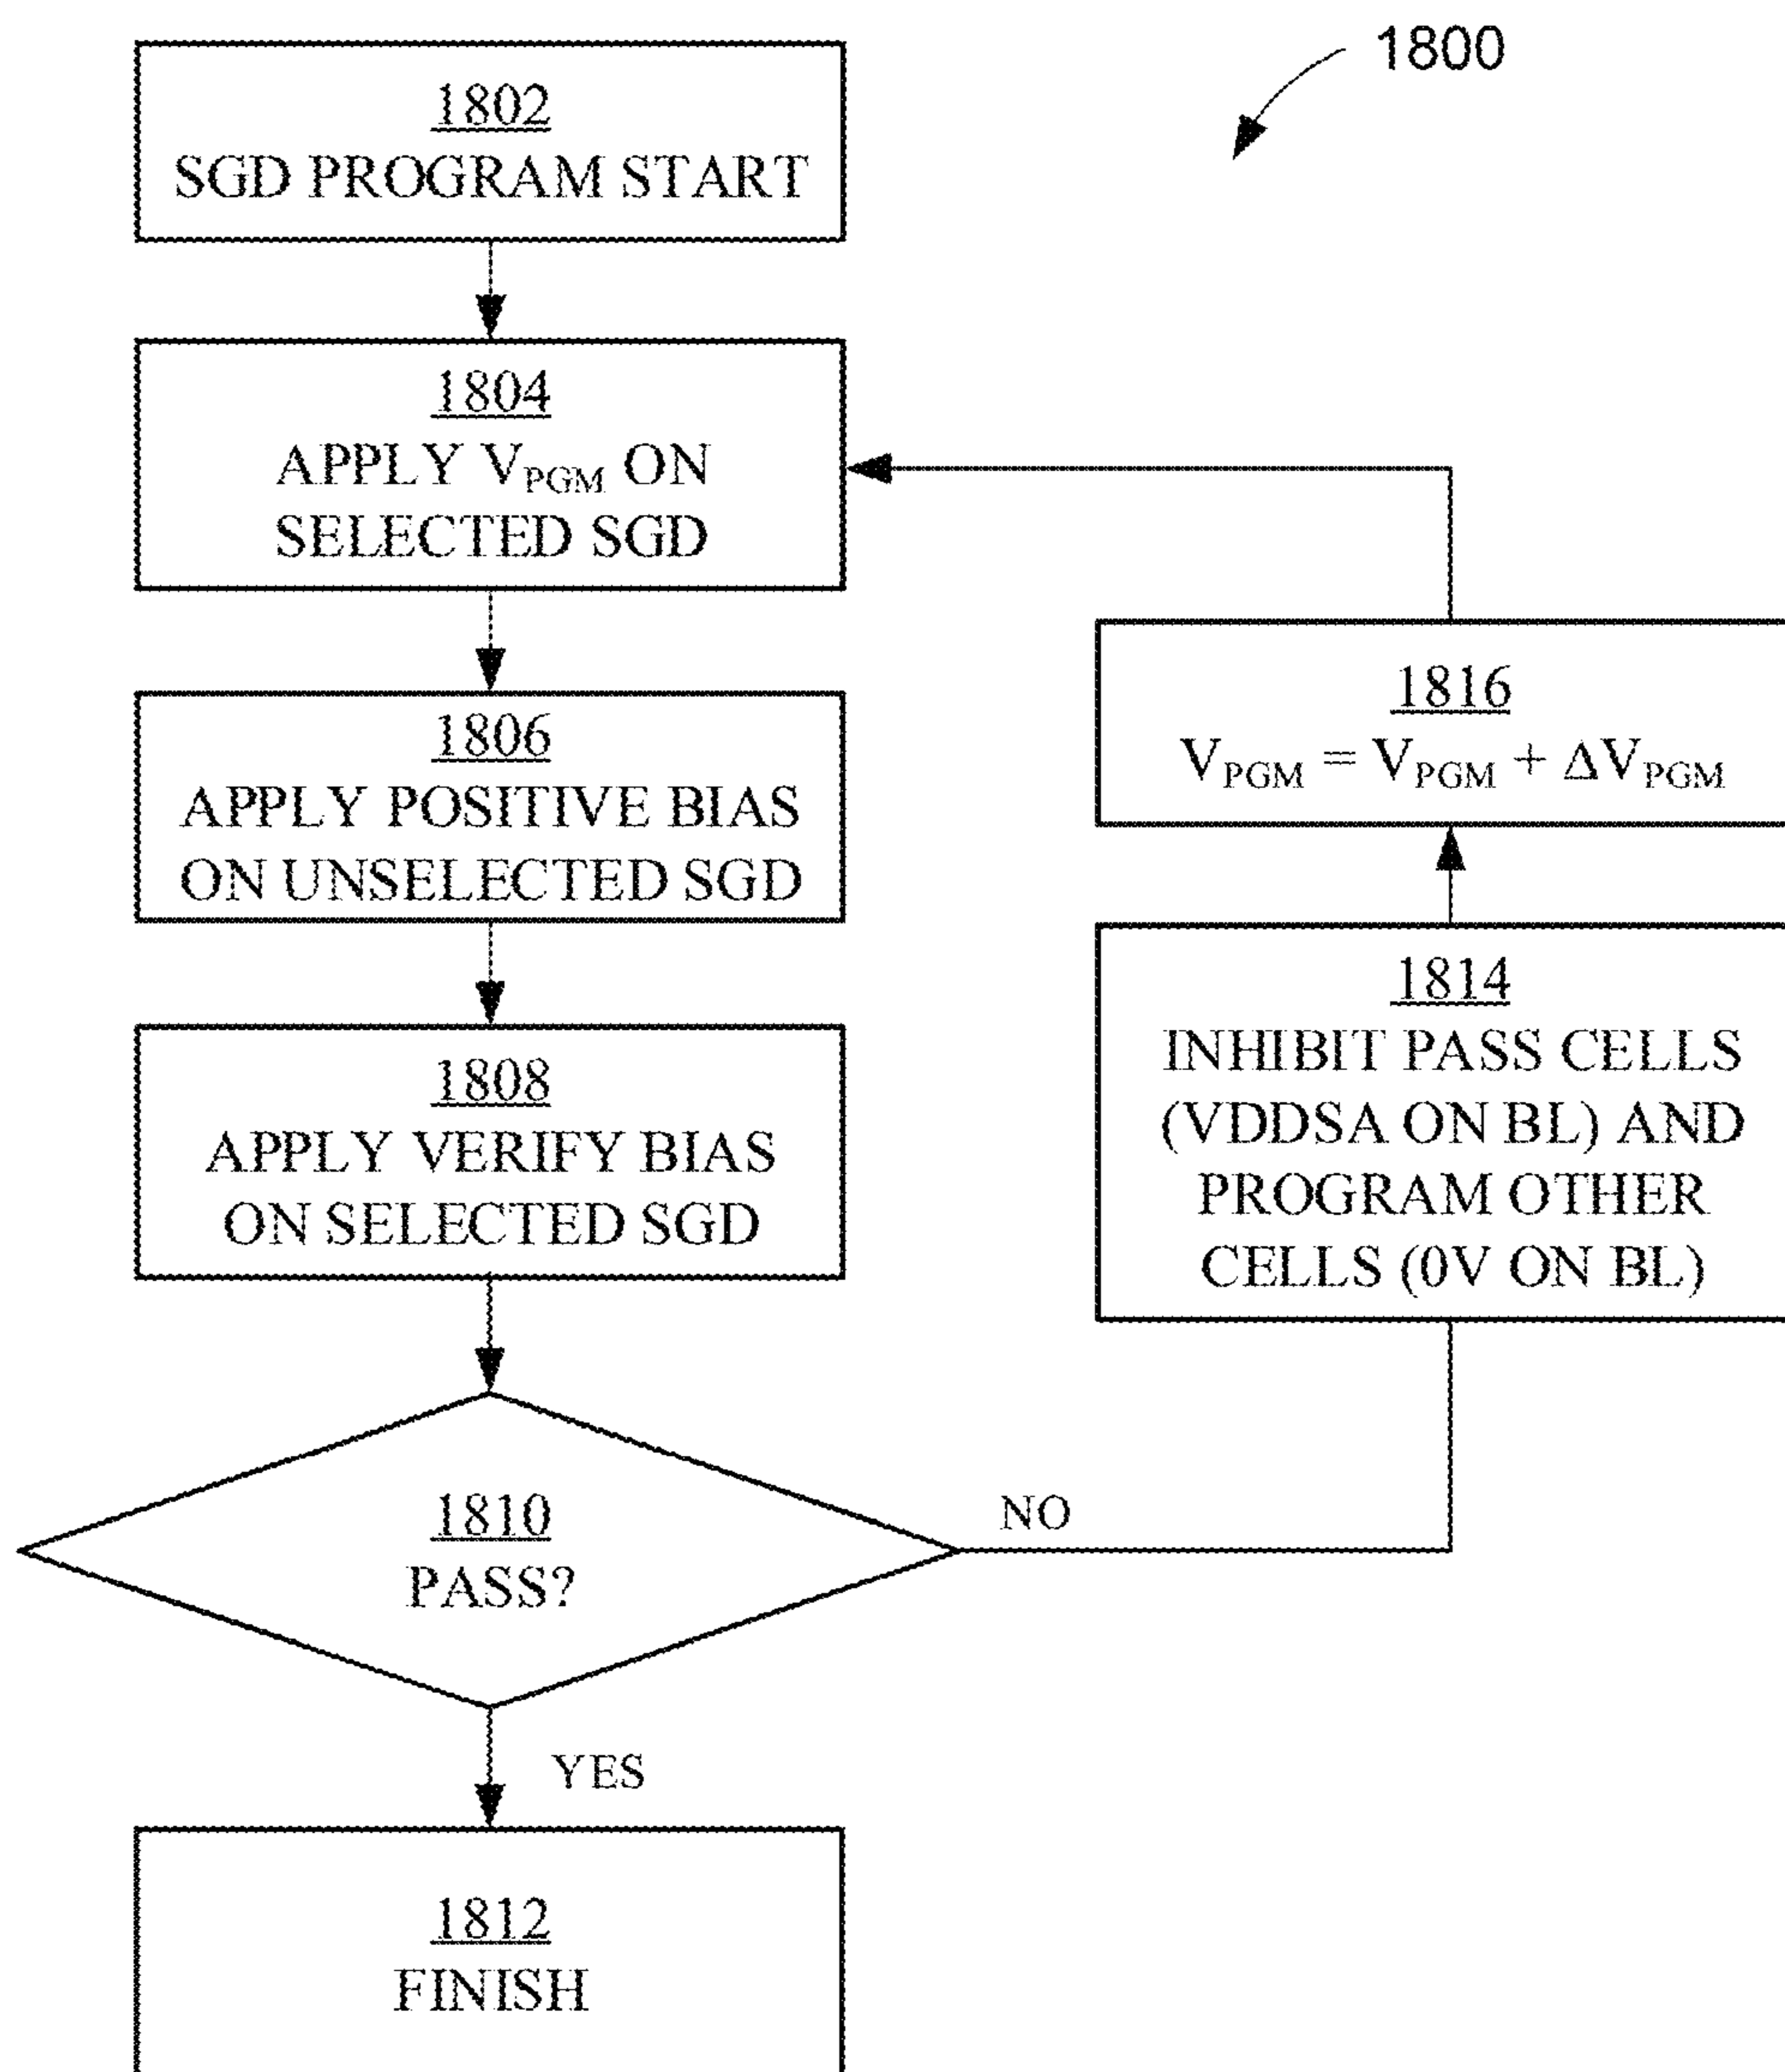 1800
1802
SGD PROGRAM START
1804
APPLY VPGM ON
SELECTED SGD
1806
APPLY POSITIVE BIAS
ON UNSELECTED SGD
1808
APPLY VERIFY BIAS
ON SELECTED SGD
1810
PASS?
NO
YES
1812
FINISH
1814
INHIBIT PASS CELLS
(VDDSA ON BL) AND
PROGRAM OTHER
CELLS (0V ON BL)
1816
VPGM = VPGM + ΔVPGM